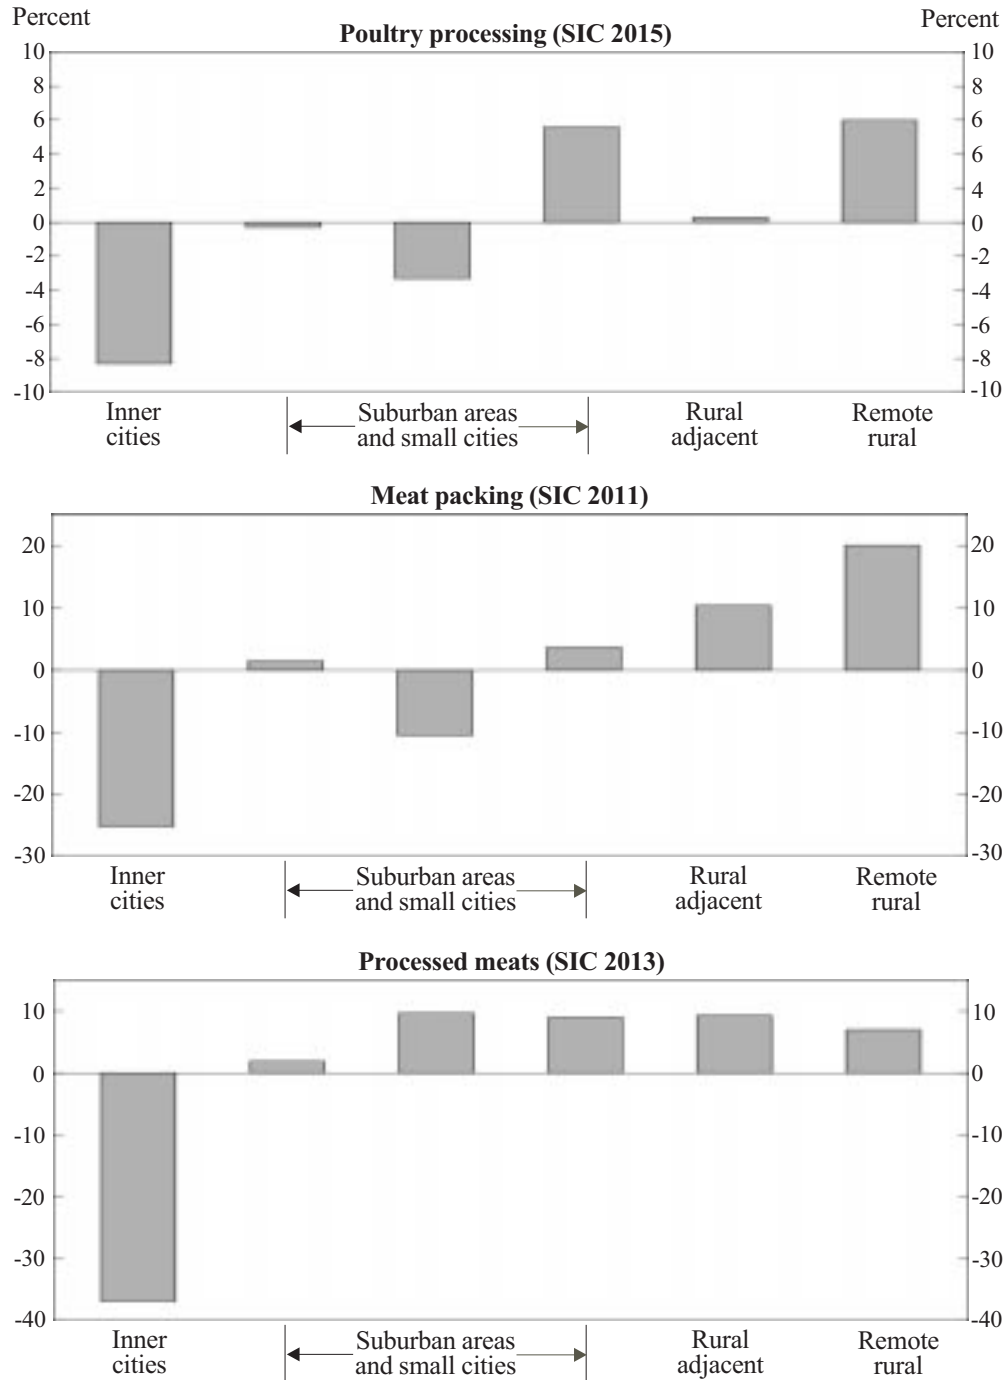 Percent Percent
Poultry processing (SIC 2015)
10 10
8 8
6 6
4 6
2 4
0 0
-2 -2
-4 -4
-6 -6
-8 -8
-10 -10
Inner Suburban areas Rural Remote
cities and small cities adjacent rural
Meat packing (SIC 2011)
20 20
10 10
0 0
-10 -10
-20 -20
-30 -30
Inner Suburban areas Rural Remote
cities and small cities adjacent rural
Processed meats (SIC 2013)
10 10
0 0
-10 -10
-20 -20
-30 -30
-40 -40
Inner Suburban areas Rural Remote
cities and small cities adjacent rural